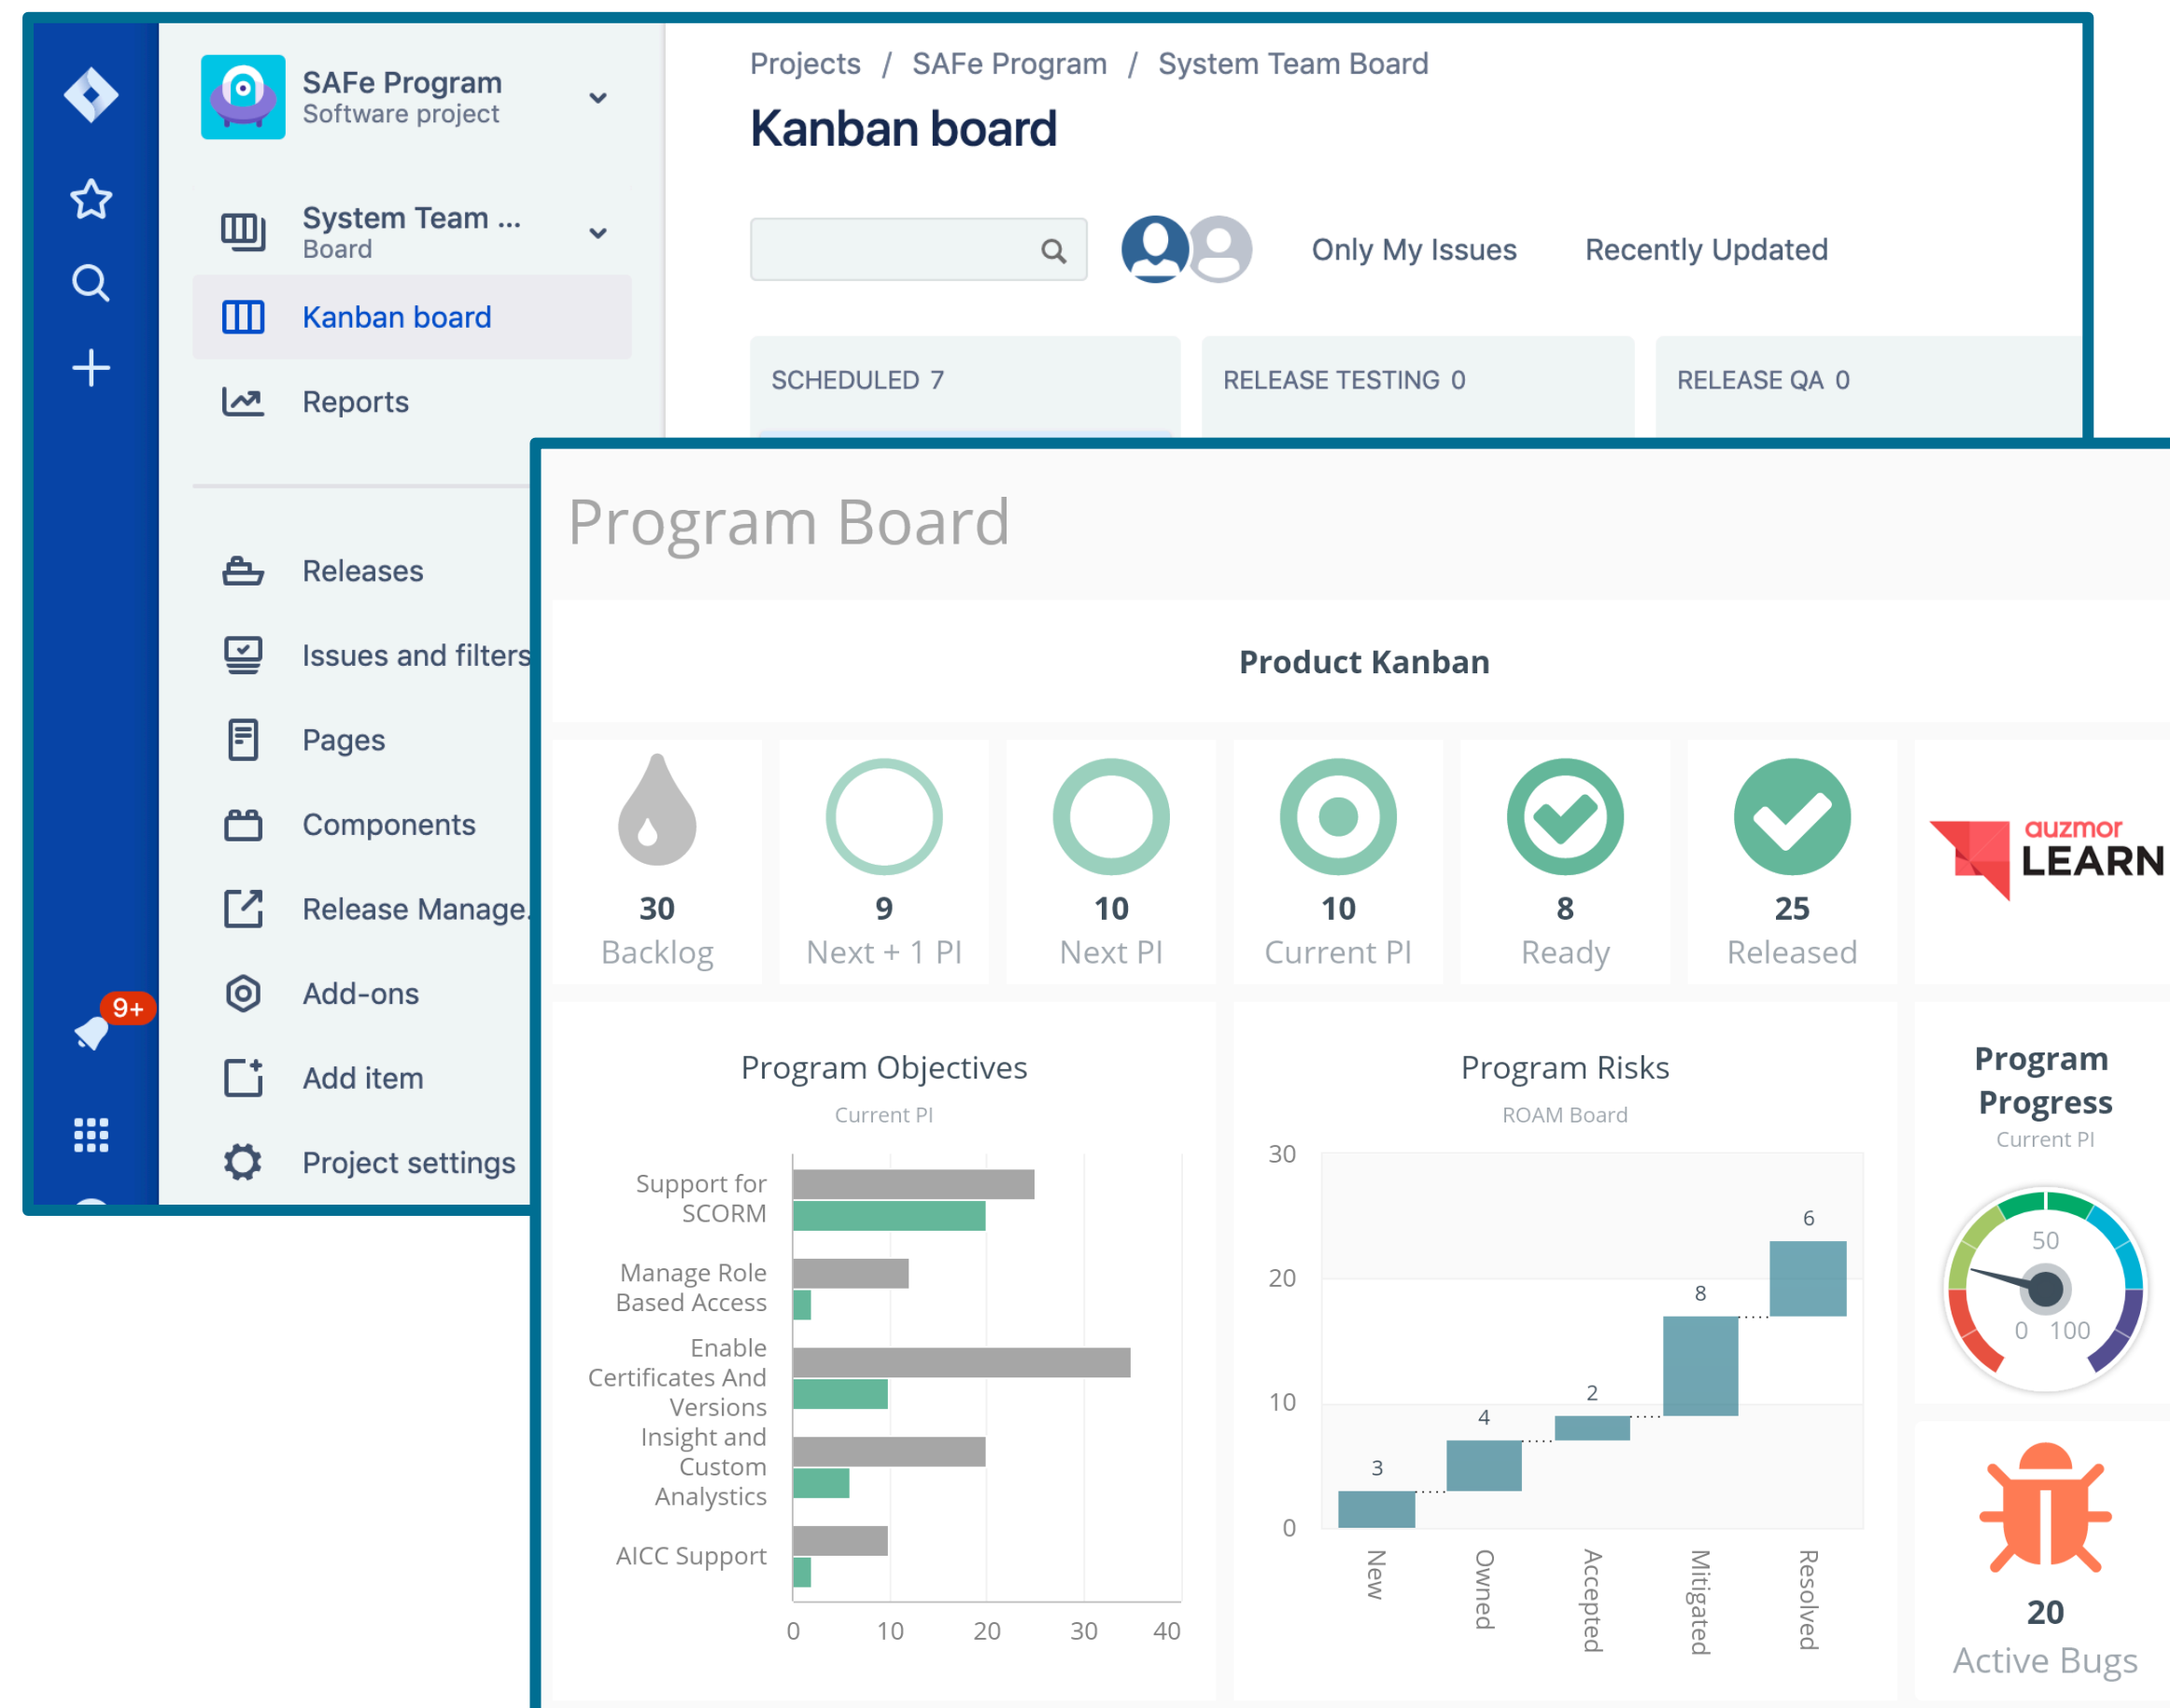 SAFe Program
Software project
System Team ...
Board
Kanban board
Reports
Releases
Issues and filters
Pages
Components
Release Manage.
Add-ons
Add item
Project settings
9+
Projects / SAFe Program / System Team Board
Kanban board
Only My Issues
Recently Updated
SCHEDULED 7
RELEASE TESTING 0
RELEASE QA 0
Program Board
Product Kanban
30
Backlog
9
Next + 1 PI
10
Next PI
10
Current PI
8
Ready
25
Released
auzmor
LEARN
Program Objectives
Current PI
Support for
SCORM
Manage Role
Based Access
Enable
Certificates And
Versions
Insight and
Custom
Analystics
AICC Support
0 10 20 30 40
Program Risks
ROAM Board
30
20
10
0
3
4
2
8
6
New
Owned
Accepted
Mitigated
Resolved
Program
Progress
Current PI
50
0 100
20
Active Bugs